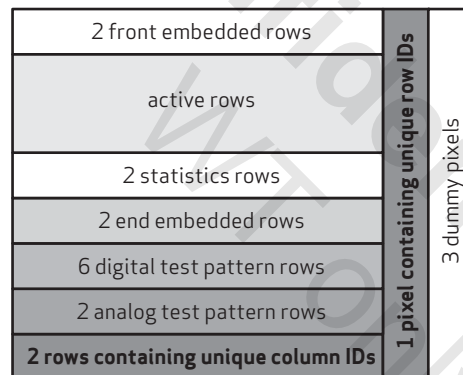 2 front embedded rows
active rows
2 statistics rows
2 end embedded rows
6 digital test pattern rows
2 analog test pattern rows
2 rows containing unique column IDs
1 pixel containing unique row IDs
3 dummy pixels